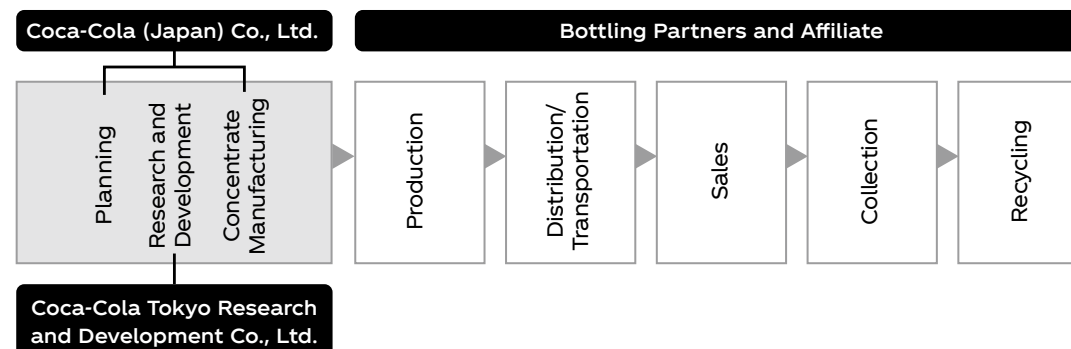 Coca-Cola (Japan) Co., Ltd.
Bottling Partners and Affiliate
Planning
Research and
Development
Concentrate
Manufacturing
Production
Distribution/
Transportation
Sales
Collection
Recycling
Coca-Cola Tokyo Research
and Development Co., Ltd.